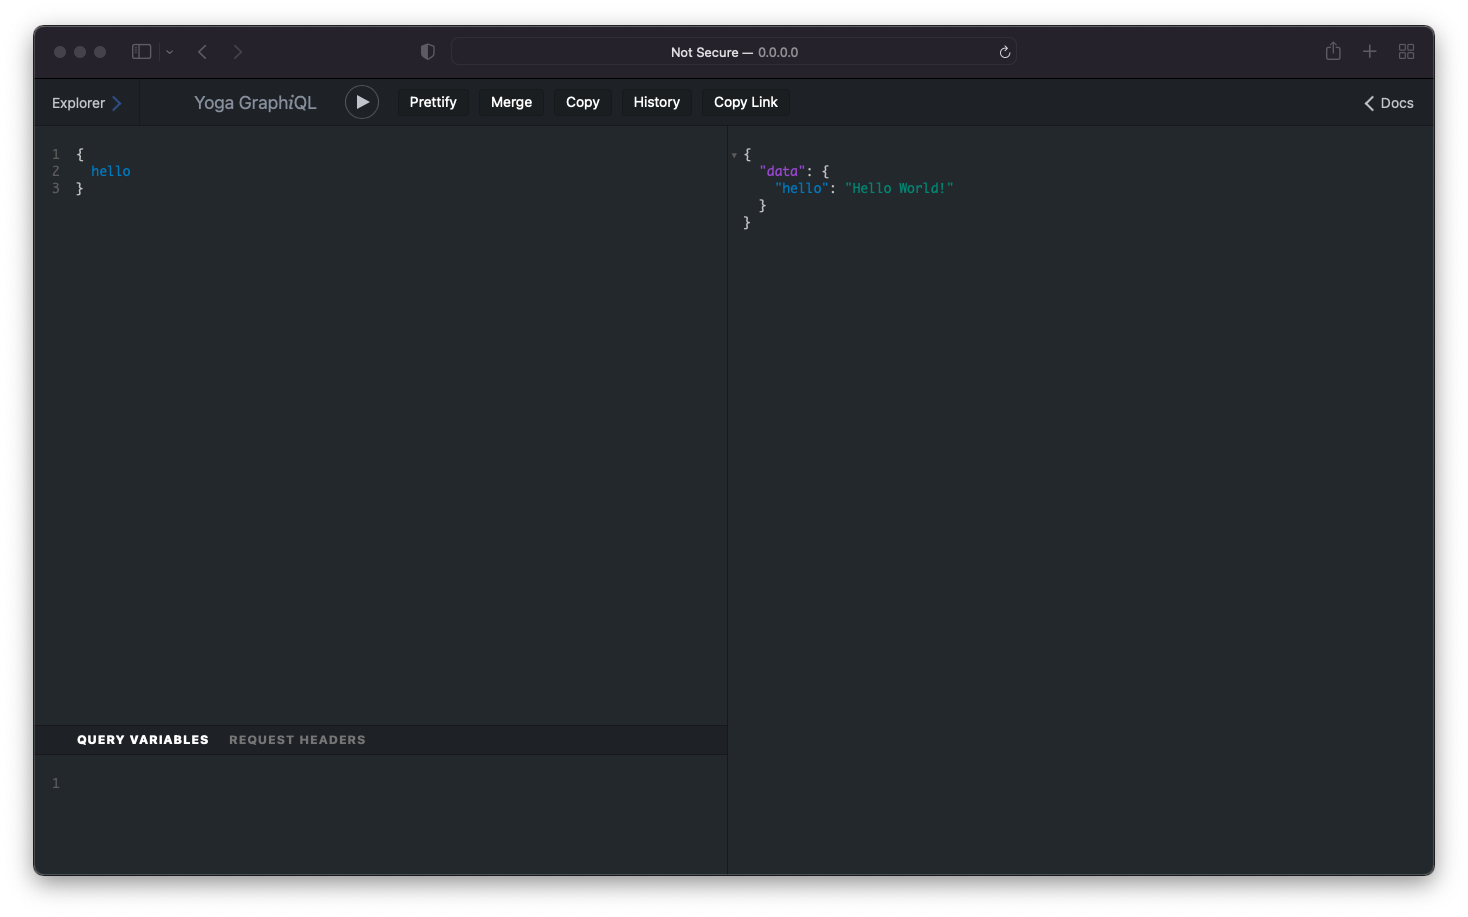 Not Secure — 0.0.0.0
Explorer
Yoga GraphiQL
Prettify
Merge
Copy
History
Copy Link
Docs
1 {
2   hello
3 }
{
  "data": {
    "hello": "Hello World!"
  }
}
QUERY VARIABLES
REQUEST HEADERS
1